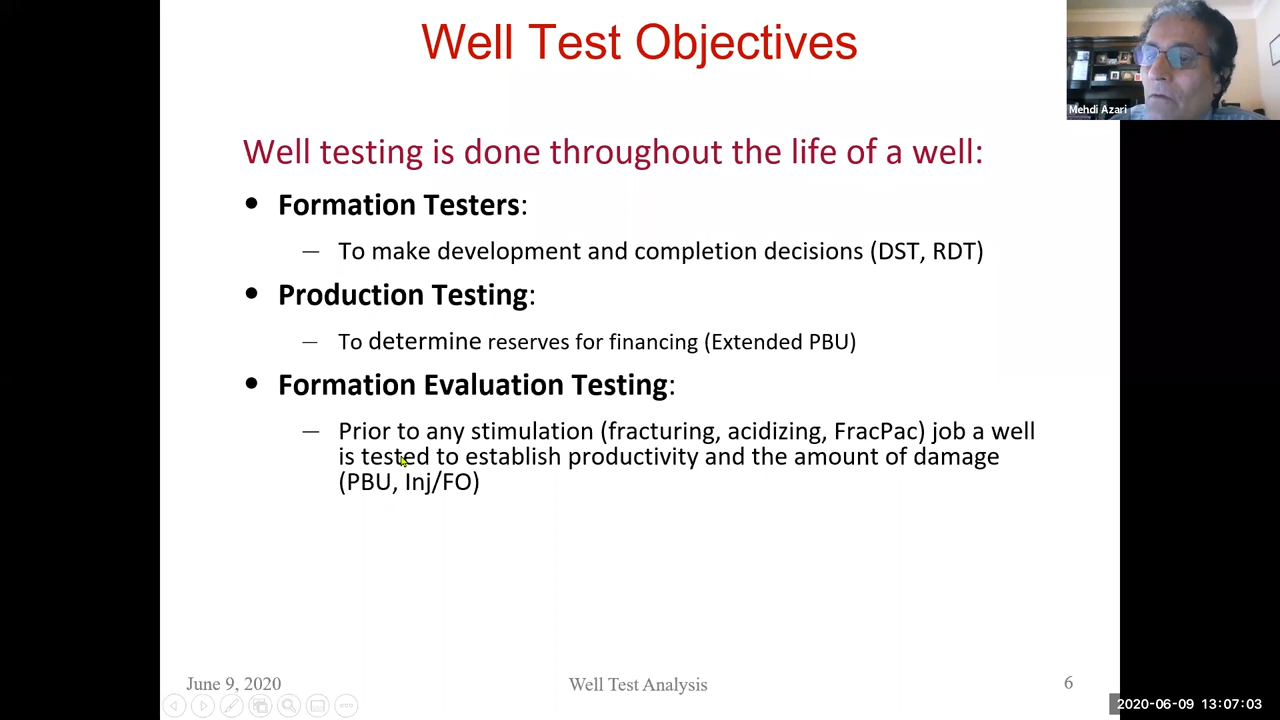 Well Test Objectives
Mehdi Azari
Well testing is done throughout the life of a well:
• Formation Testers:
— To make development and completion decisions (DST, RDT)
• Production Testing:
— To determine reserves for financing (Extended PBU)
• Formation Evaluation Testing:
— Prior to any stimulation (fracturing, acidizing, FracPac) job a well
is tested to establish productivity and the amount of damage
(PBU, Inj/FO)
June 9, 2020
Well Test Analysis
6
2020-06-09 13:07:03